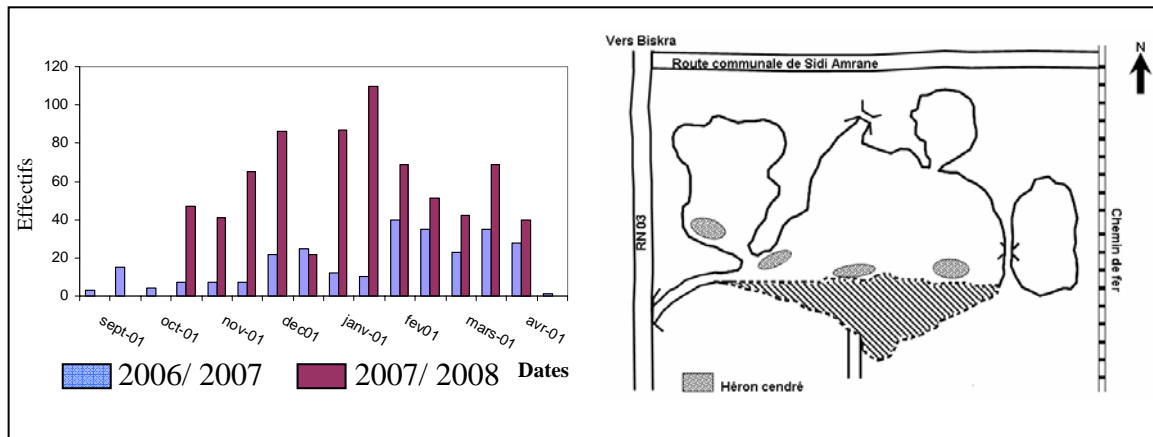 120
100
80
60
40
20
0
Effectifs
sept-01
oct-01
nov-01
dec01
janv-01
fev01
mars-01
avr-01
Dates
2006/ 2007
2007/ 2008
Vers Biskra
N
Route communale de Sidi Amrane
RN 03
Chemin de fer
Héron cendré